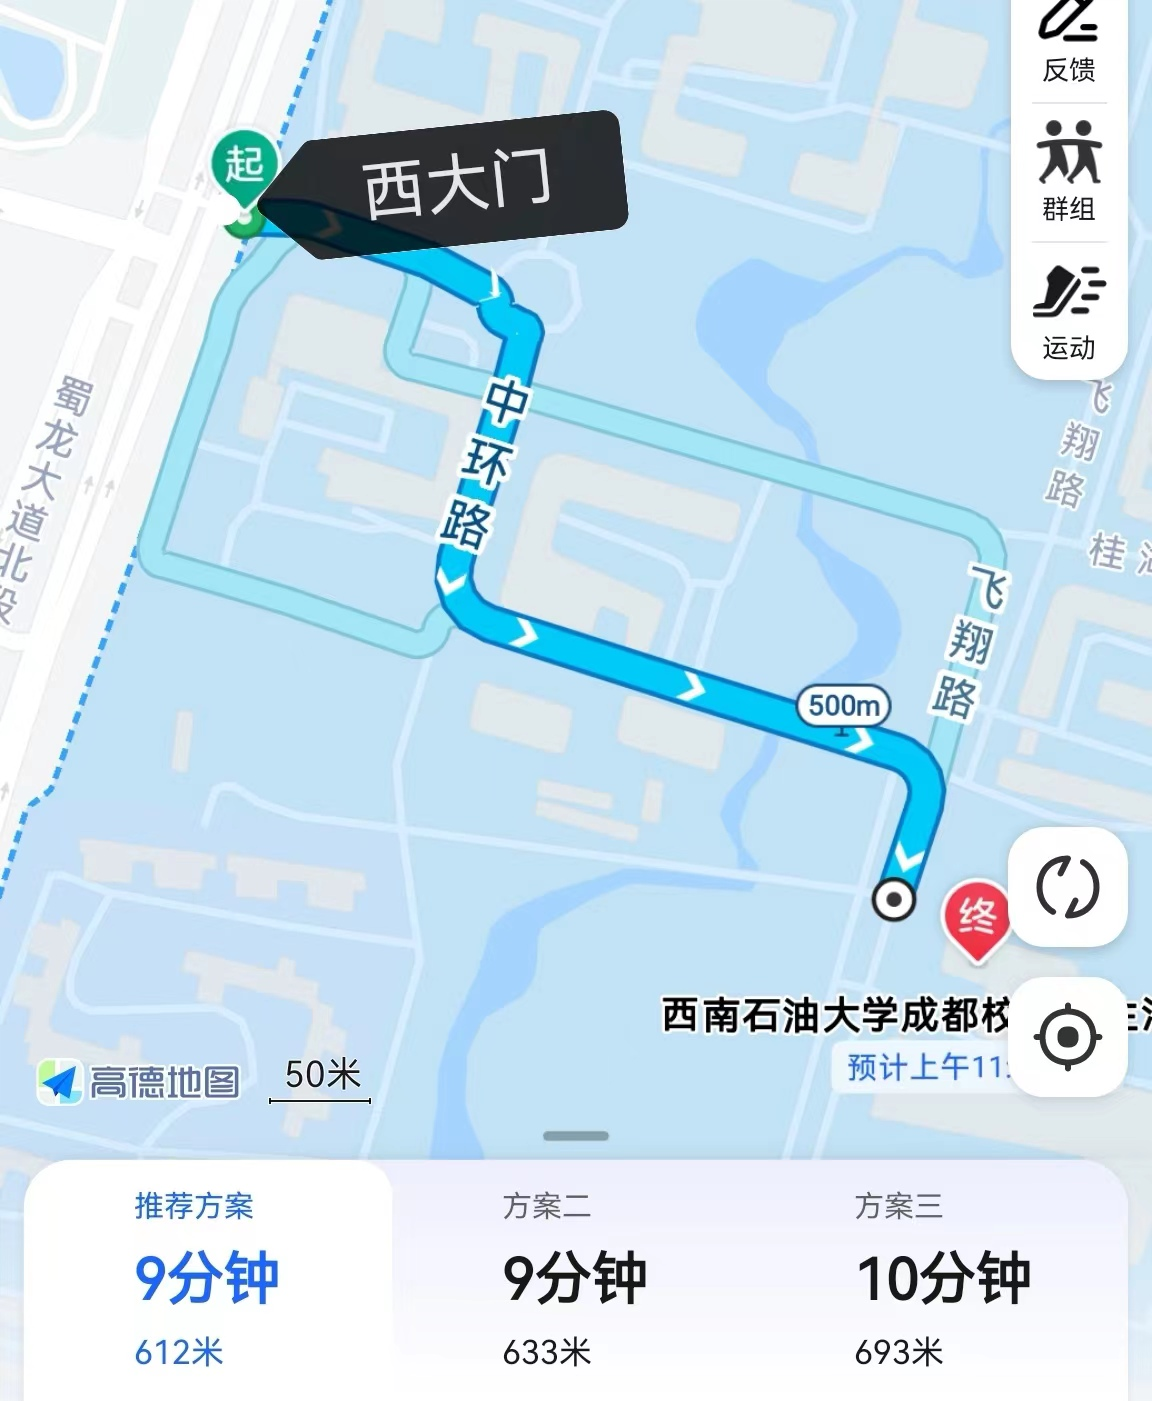 反馈
群组
运动
起
西大门
中环路
蜀龙大道北段
飞翔路
桂
飞翔路
500m
终
西南石油大学成都校
预计上午11:
高德地图
50米
推荐方案
方案二
方案三
9分钟
9分钟
10分钟
612米
633米
693米